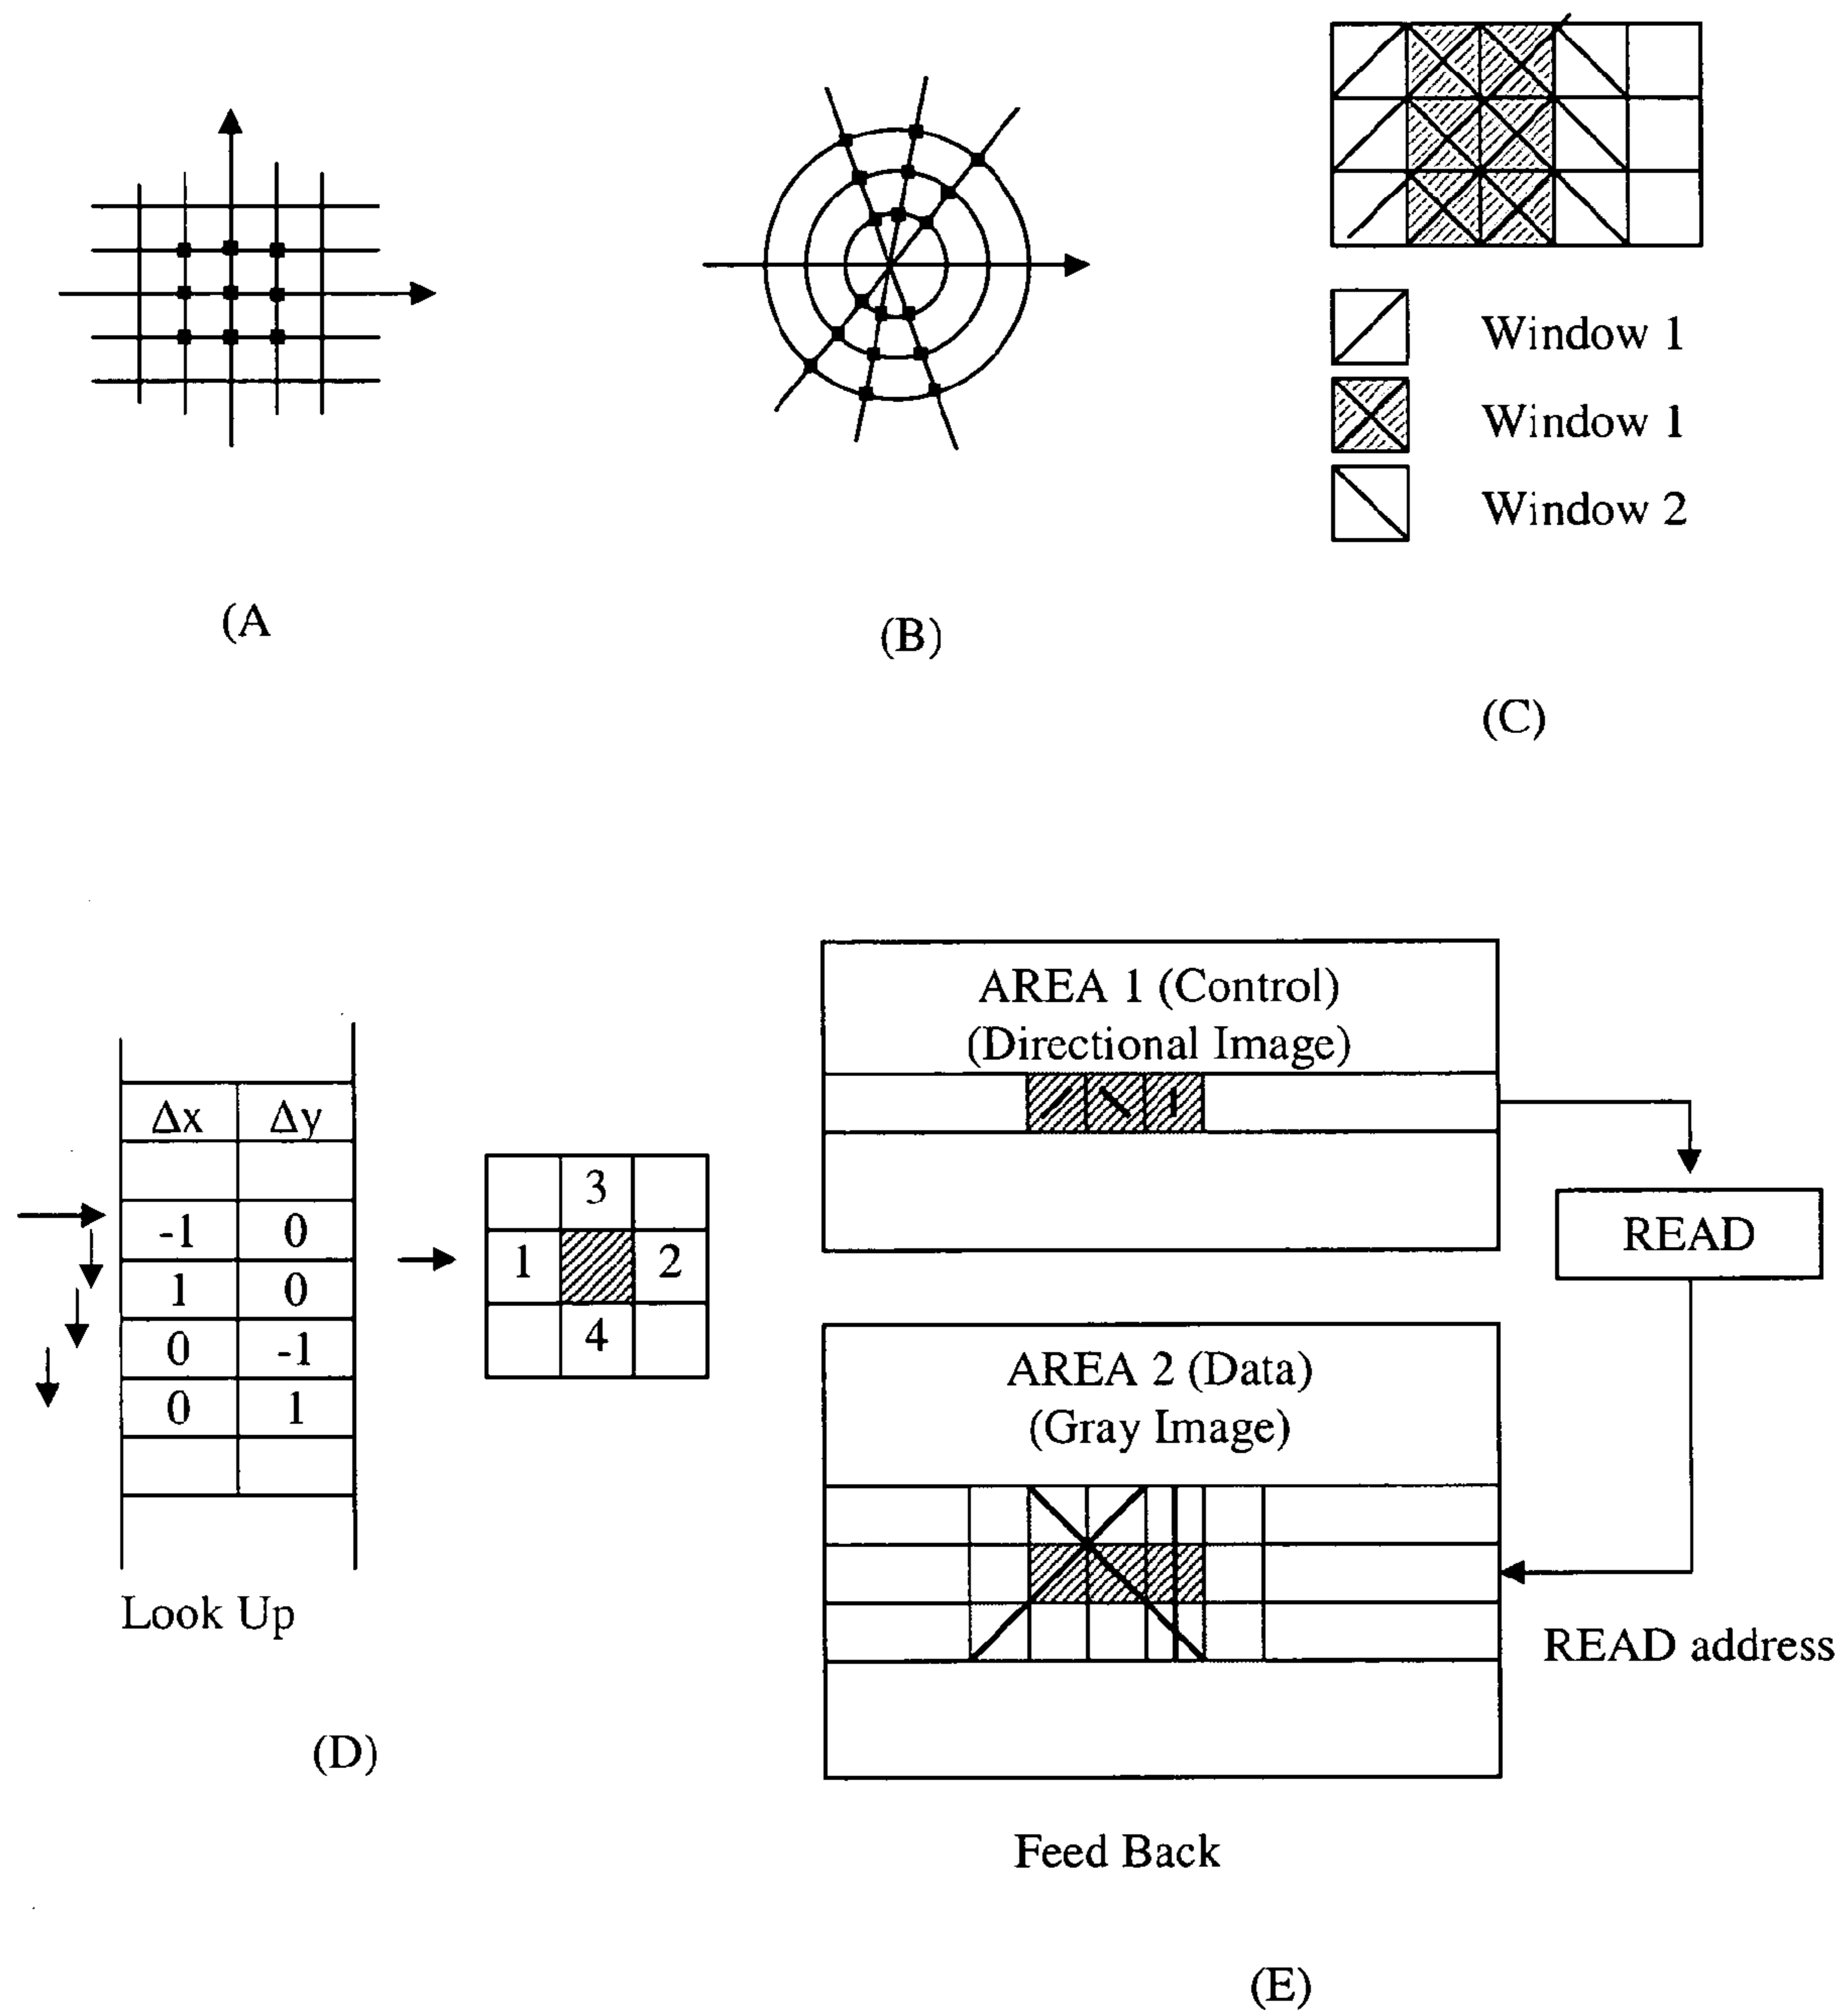 Window 1
Window 1
Window 2
(A
(B)
(C)
Δx Δy
-1 0
1 0
0 -1
0 1
3
1 2
4
Look Up
(D)
AREA 1 (Control)
(Directional Image)
READ
AREA 2 (Data)
(Gray Image)
READ address
Feed Back
(E)